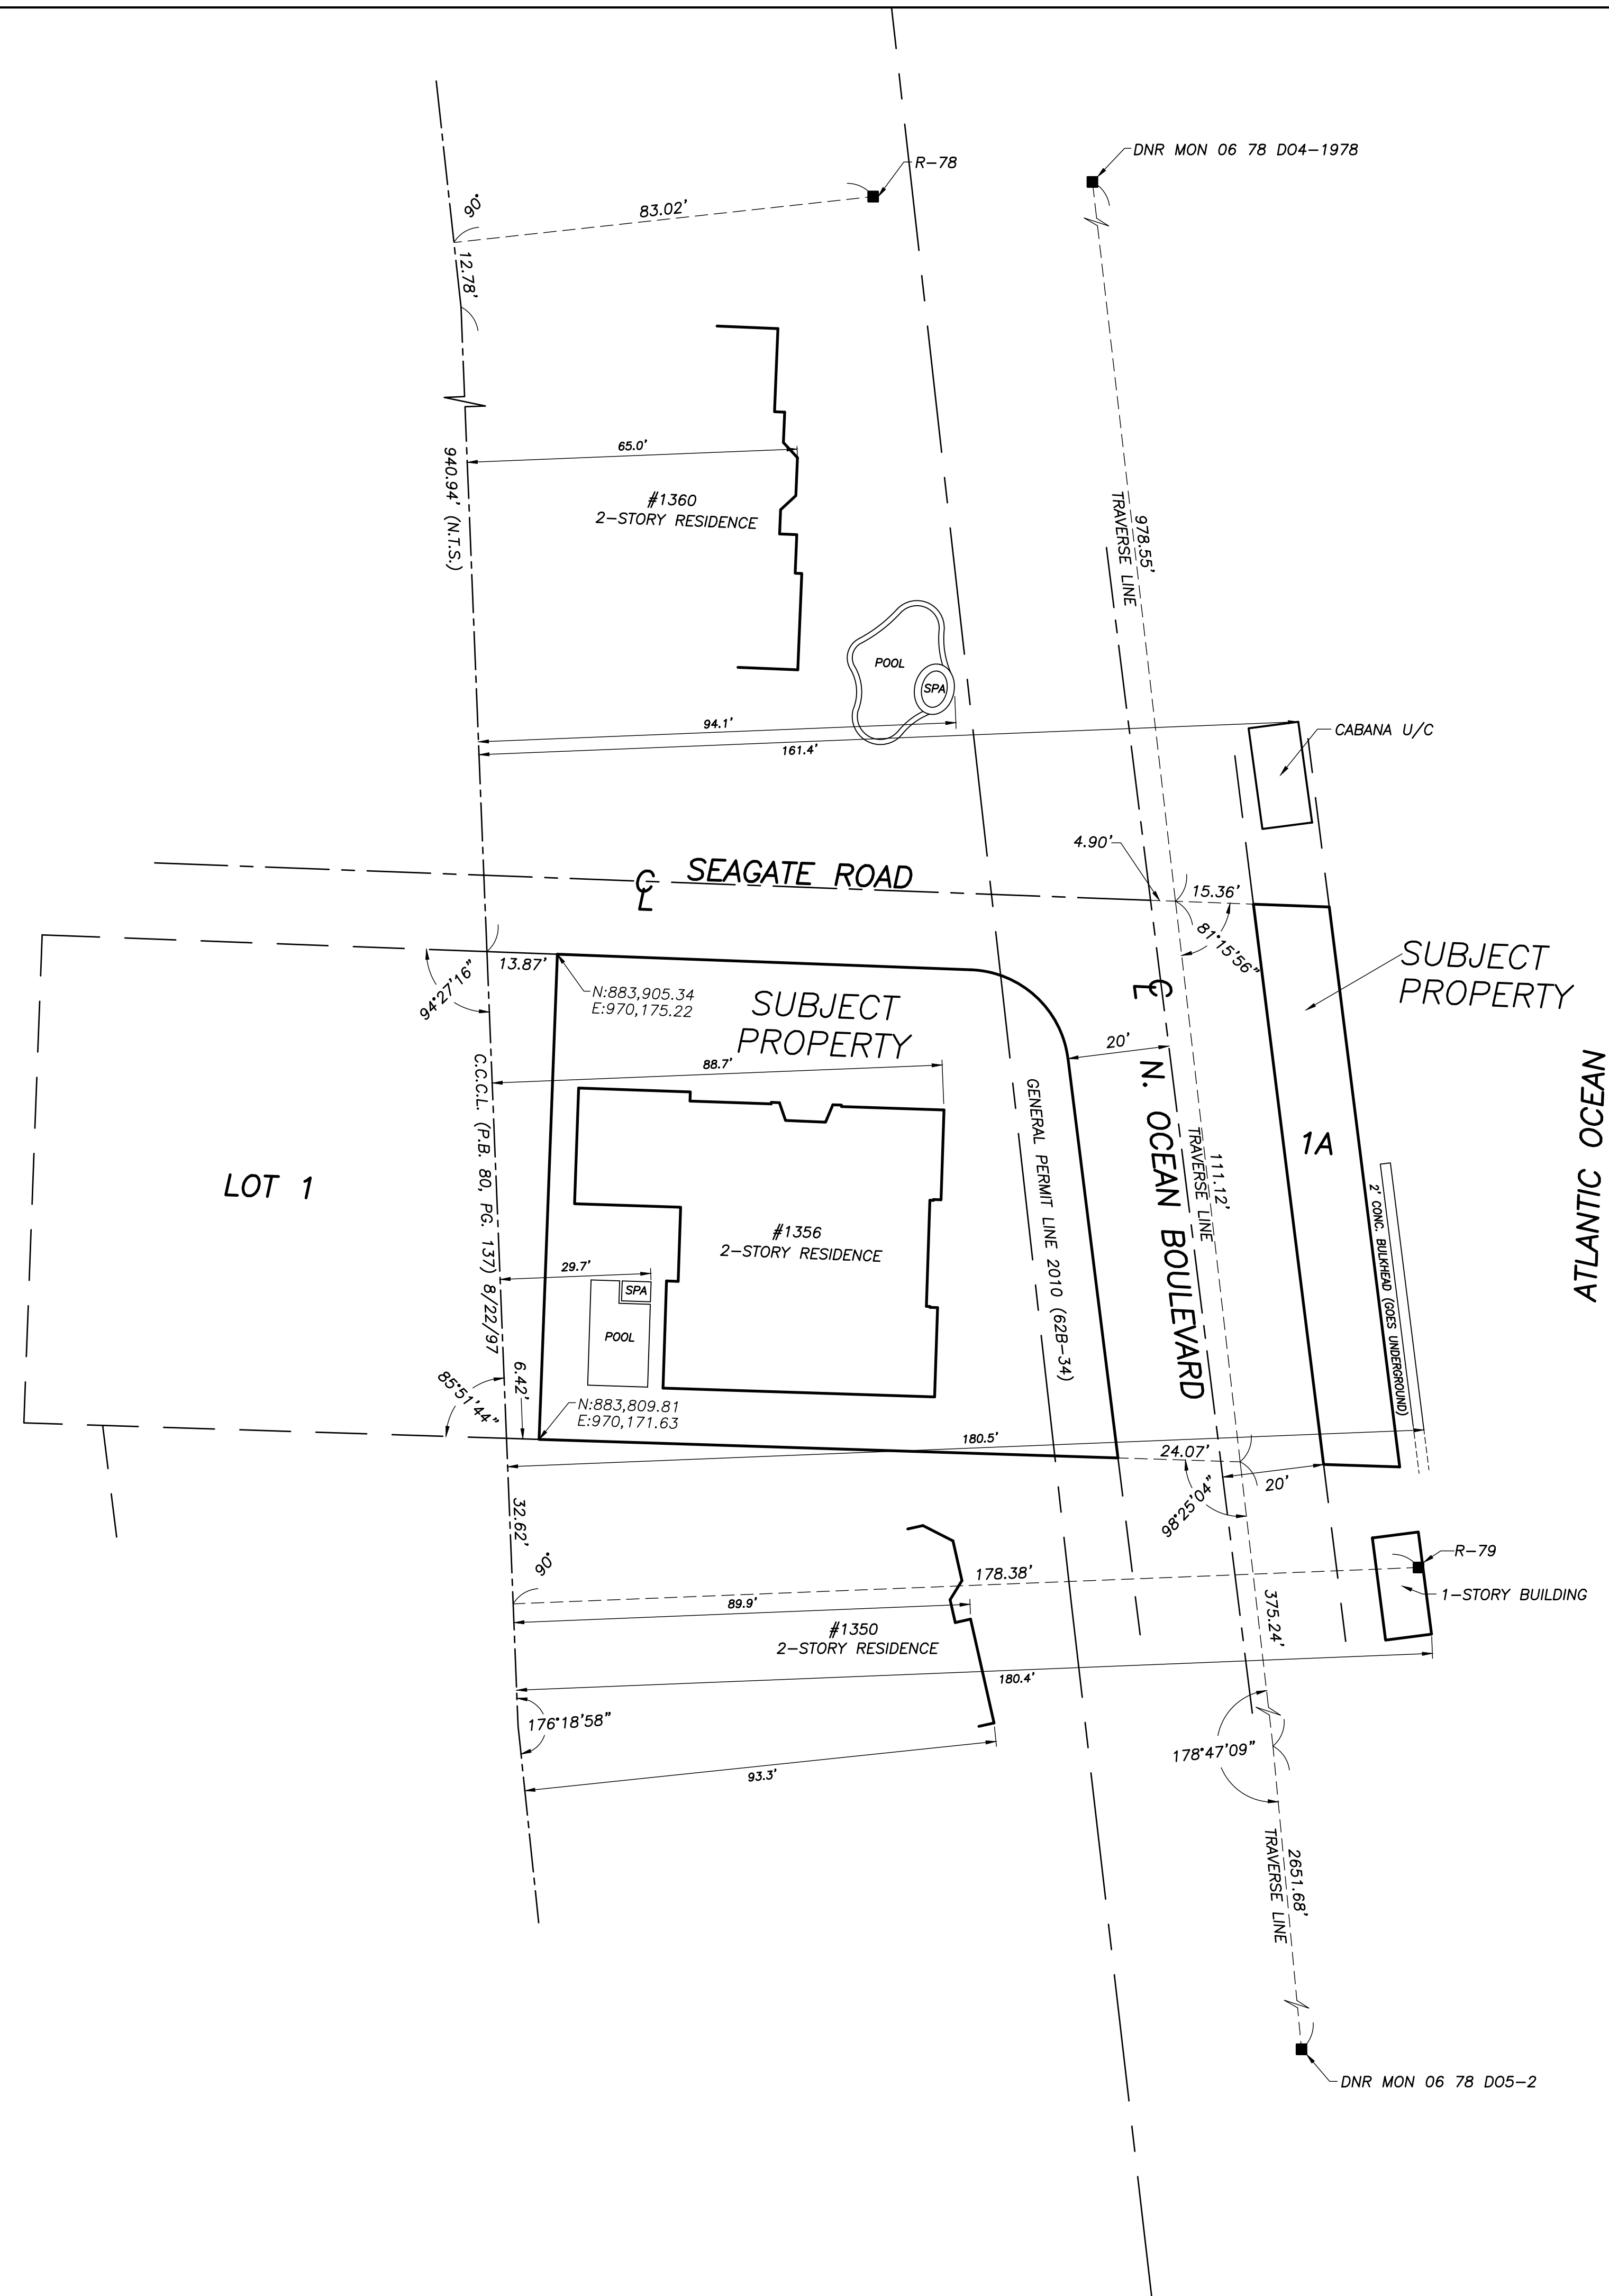 DNR MON 06 78 DO4-1978
R-78
90°
83.02'
12.78'
65.0'
940.94' (N.T.S.)
#1360
2-STORY RESIDENCE
978.55'
TRAVERSE LINE
POOL
SPA
94.1'
161.4'
CABANA U/C
4.90'
SEAGATE ROAD
15.36'
81°15'56"
13.87'
94°27'16"
N:883,905.34
E:970,175.22
SUBJECT
PROPERTY
SUBJECT
PROPERTY
20'
88.7'
C.C.C.L. (P.B. 80, PG. 137) 8/22/97
GENERAL PERMIT LINE 2010 (62B-34)
N. OCEAN BOULEVARD
111.12'
TRAVERSE LINE
1A
2' CONC. BULKHEAD (GOES UNDERGROUND)
ATLANTIC OCEAN
LOT 1
#1356
2-STORY RESIDENCE
29.7'
SPA
POOL
6.42'
85°51'44"
N:883,809.81
E:970,171.63
180.5'
24.07'
20'
98°25'04"
32.62'
90°
178.38'
R-79
1-STORY BUILDING
89.9'
#1350
2-STORY RESIDENCE
375.24'
180.4'
176°18'58"
178°47'09"
93.3'
2651.68'
TRAVERSE LINE
DNR MON 06 78 DO5-2